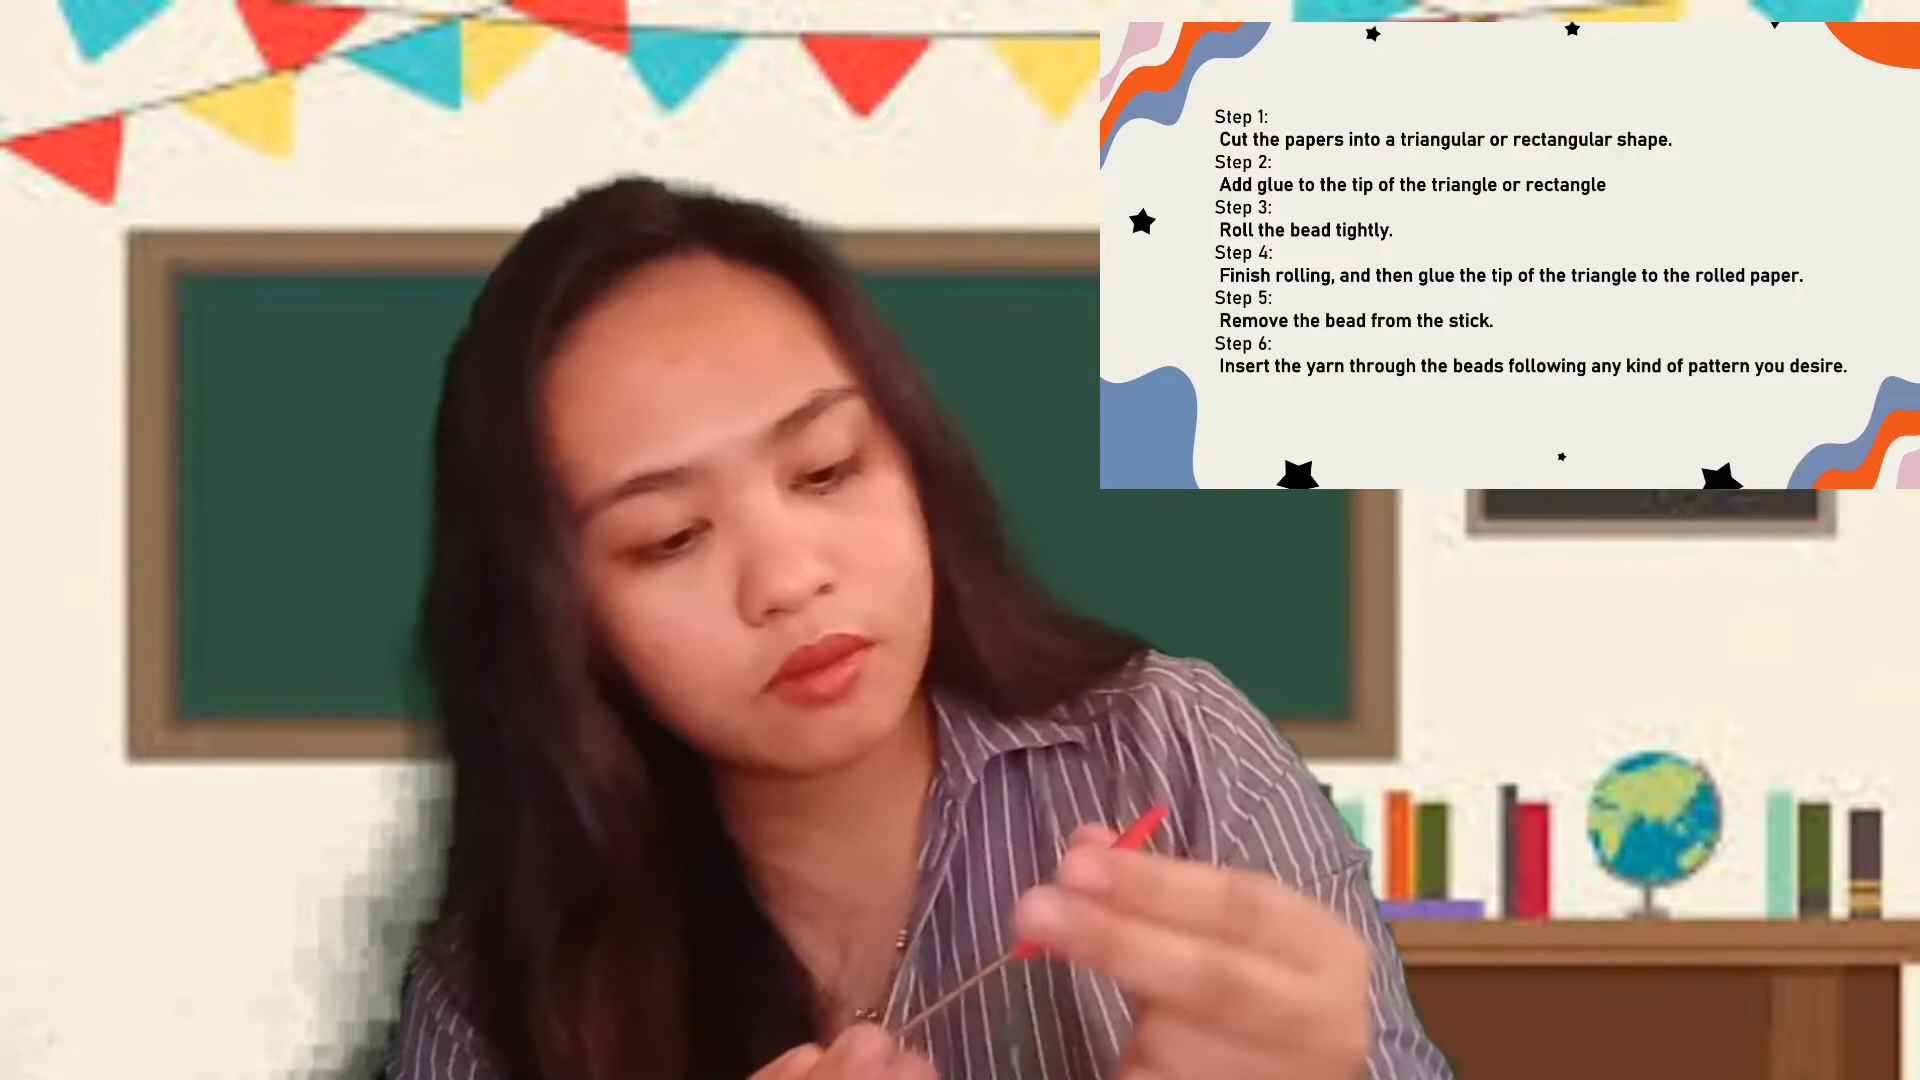 Step 1:
Cut the papers into a triangular or rectangular shape.
Step 2:
Add glue to the tip of the triangle or rectangle
Step 3:
Roll the bead tightly.
Step 4:
Finish rolling, and then glue the tip of the triangle to the rolled paper.
Step 5:
Remove the bead from the stick.
Step 6:
Insert the yarn through the beads following any kind of pattern you desire.